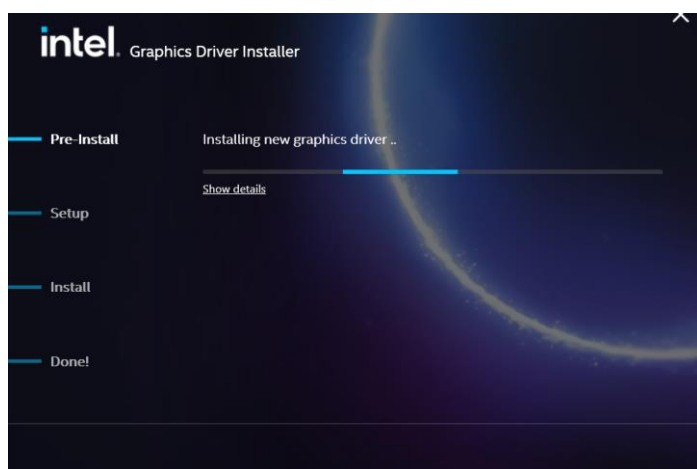 intel. Graphics Driver Installer
Pre-Install
Installing new graphics driver ..
Show details
Setup
Install
Done!